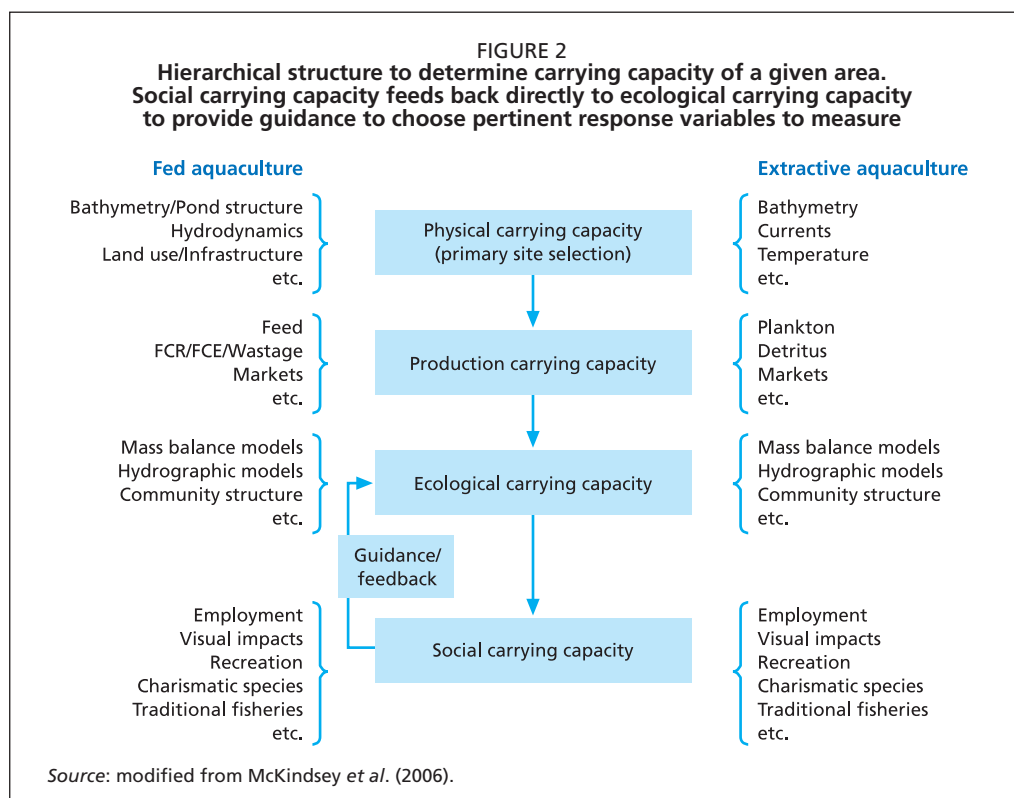 FIGURE 2
Hierarchical structure to determine carrying capacity of a given area.
Social carrying capacity feeds back directly to ecological carrying capacity
to provide guidance to choose pertinent response variables to measure
Fed aquaculture
Extractive aquaculture
Bathymetry/Pond structure
Hydrodynamics
Land use/Infrastructure
etc.
Physical carrying capacity
(primary site selection)
Bathymetry
Currents
Temperature
etc.
Feed
FCR/FCE/Wastage
Markets
etc.
Production carrying capacity
Plankton
Detritus
Markets
etc.
Mass balance models
Hydrographic models
Community structure
etc.
Ecological carrying capacity
Mass balance models
Hydrographic models
Community structure
etc.
Guidance/
feedback
Employment
Visual impacts
Recreation
Charismatic species
Traditional fisheries
etc.
Social carrying capacity
Employment
Visual impacts
Recreation
Charismatic species
Traditional fisheries
etc.
Source: modified from McKindsey et al. (2006).